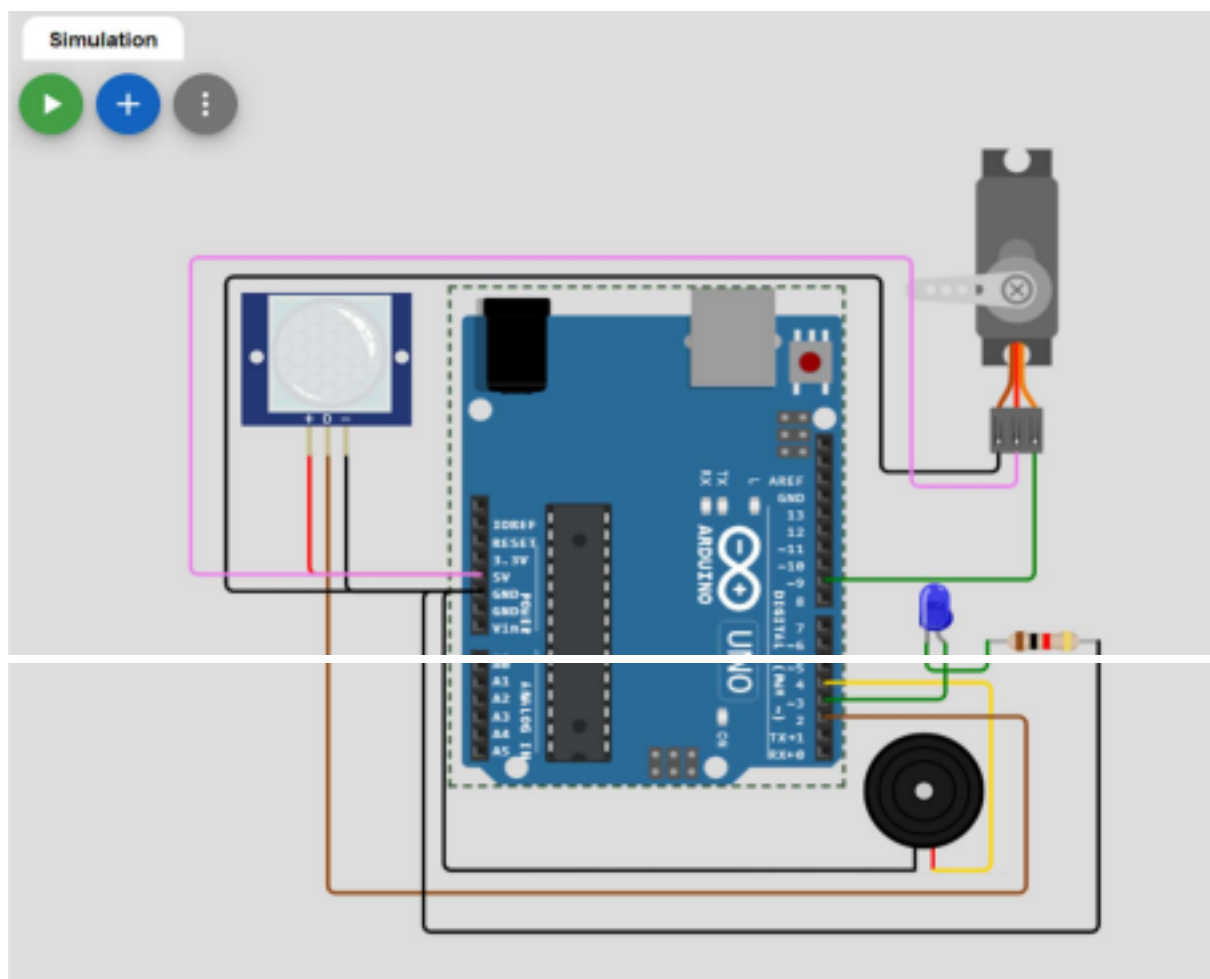 Simulation
+ D -
IOREF
RESET
3.3V
5V
GND
GND
Vin
POWER
A0
A1
A2
A3
A4
A5
ANALOG IN
RX
TX
L
ARDUINO
UNO
ON
AREF
GND
13
12
~11
~10
~9
8
7
~6
~5
4
~3
2
TX→1
RX←0
DIGITAL (PWM ~)